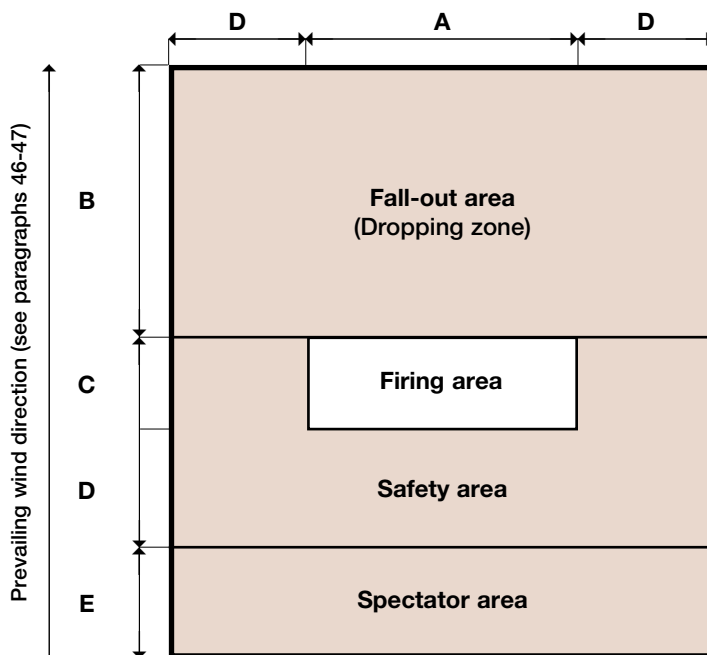 D A D
Prevailing wind direction (see paragraphs 46-47)
B
Fall-out area
(Dropping zone)
C
Firing area
D
Safety area
E
Spectator area